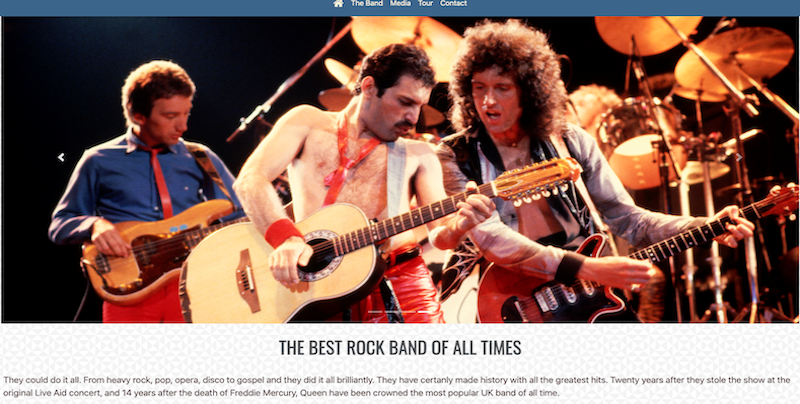 The Band Media Tour Contact
THE BEST ROCK BAND OF ALL TIMES
They could do it all. From heavy rock, pop, opera, disco to gospel and they did it all brilliantly. They have certanly made history with all the greatest hits. Twenty years after they stole the show at the
original Live Aid concert, and 14 years after the death of Freddie Mercury, Queen have been crowned the most popular UK band of all time.